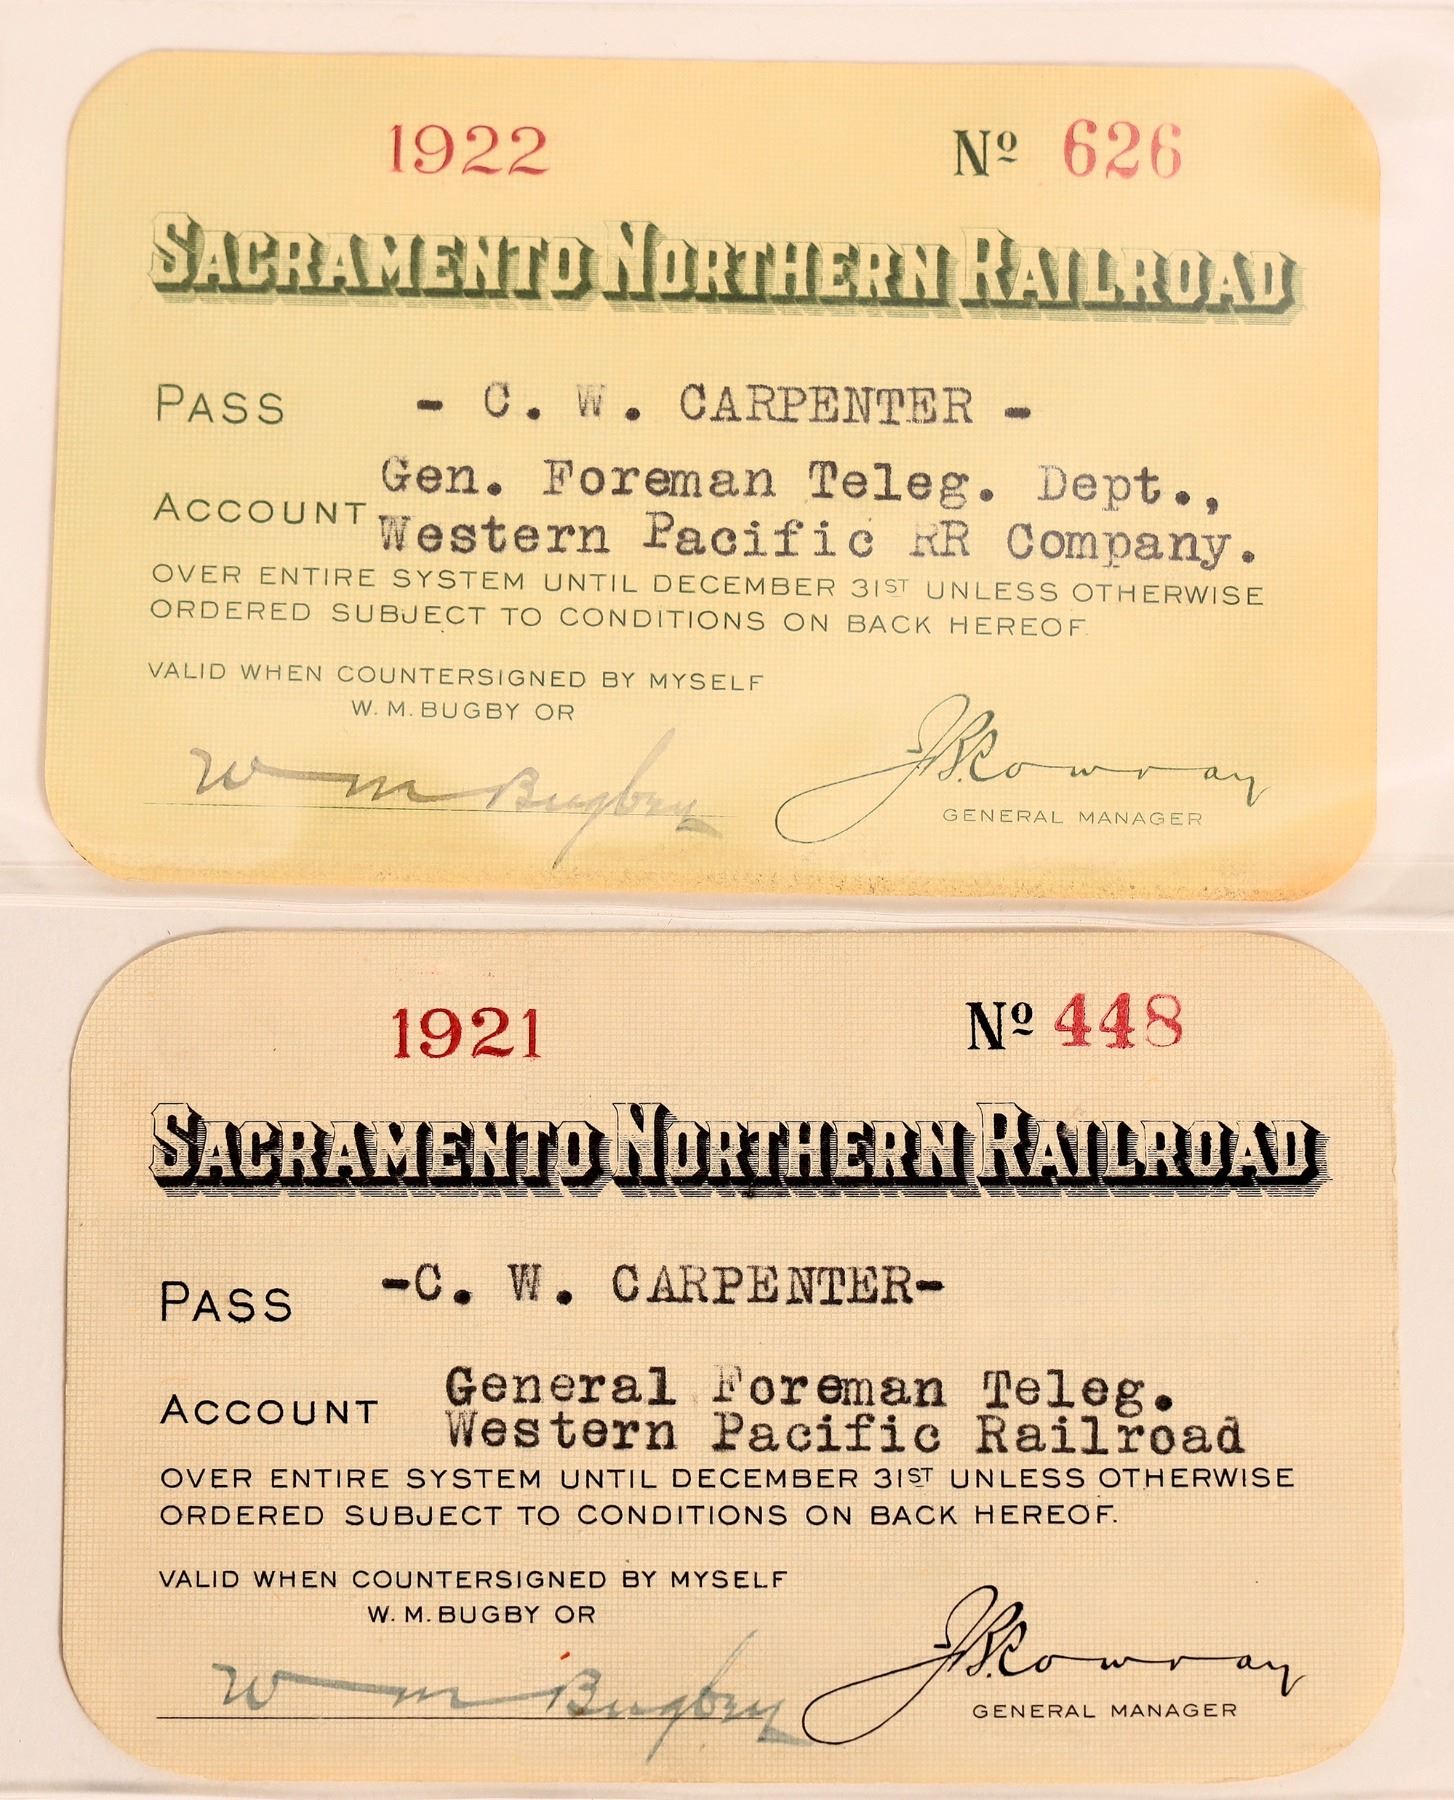 1922 Nº 626
SACRAMENTO NORTHERN RAILROAD
PASS - C. W. CARPENTER -
Gen. Foreman Teleg. Dept.,
ACCOUNT
Western Pacific RR Company.
OVER ENTIRE SYSTEM UNTIL DECEMBER 31ST UNLESS OTHERWISE
ORDERED SUBJECT TO CONDITIONS ON BACK HEREOF.
VALID WHEN COUNTERSIGNED BY MYSELF
W. M. BUGBY OR
W M Bugby
J.R. Rowray
GENERAL MANAGER
1921 Nº 448
SACRAMENTO NORTHERN RAILROAD
PASS -C. W. CARPENTER-
General Foreman Teleg.
ACCOUNT
Western Pacific Railroad
OVER ENTIRE SYSTEM UNTIL DECEMBER 31ST UNLESS OTHERWISE
ORDERED SUBJECT TO CONDITIONS ON BACK HEREOF.
VALID WHEN COUNTERSIGNED BY MYSELF
W. M. BUGBY OR
W M Bugby
J.R. Rowray
GENERAL MANAGER